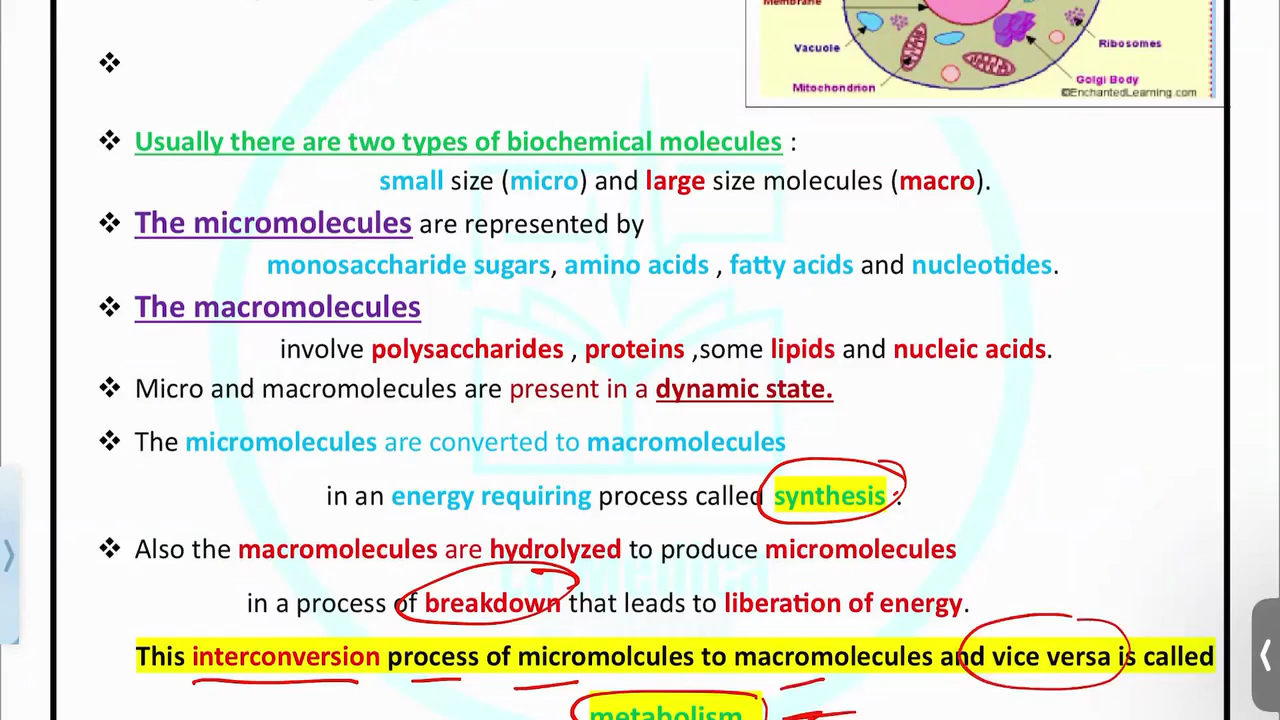 Membrane
Vacuole
Ribosomes
Mitochondrion
Golgi Body
©EnchantedLearning.com
❖
❖ Usually there are two types of biochemical molecules :
small size (micro) and large size molecules (macro).
❖ The micromolecules are represented by
monosaccharide sugars, amino acids , fatty acids and nucleotides.
❖ The macromolecules
involve polysaccharides , proteins ,some lipids and nucleic acids.
❖ Micro and macromolecules are present in a dynamic state.
❖ The micromolecules are converted to macromolecules
in an energy requiring process called synthesis .
❖ Also the macromolecules are hydrolyzed to produce micromolecules
in a process of breakdown that leads to liberation of energy.
This interconversion process of micromolcules to macromolecules and vice versa is called
metabolism